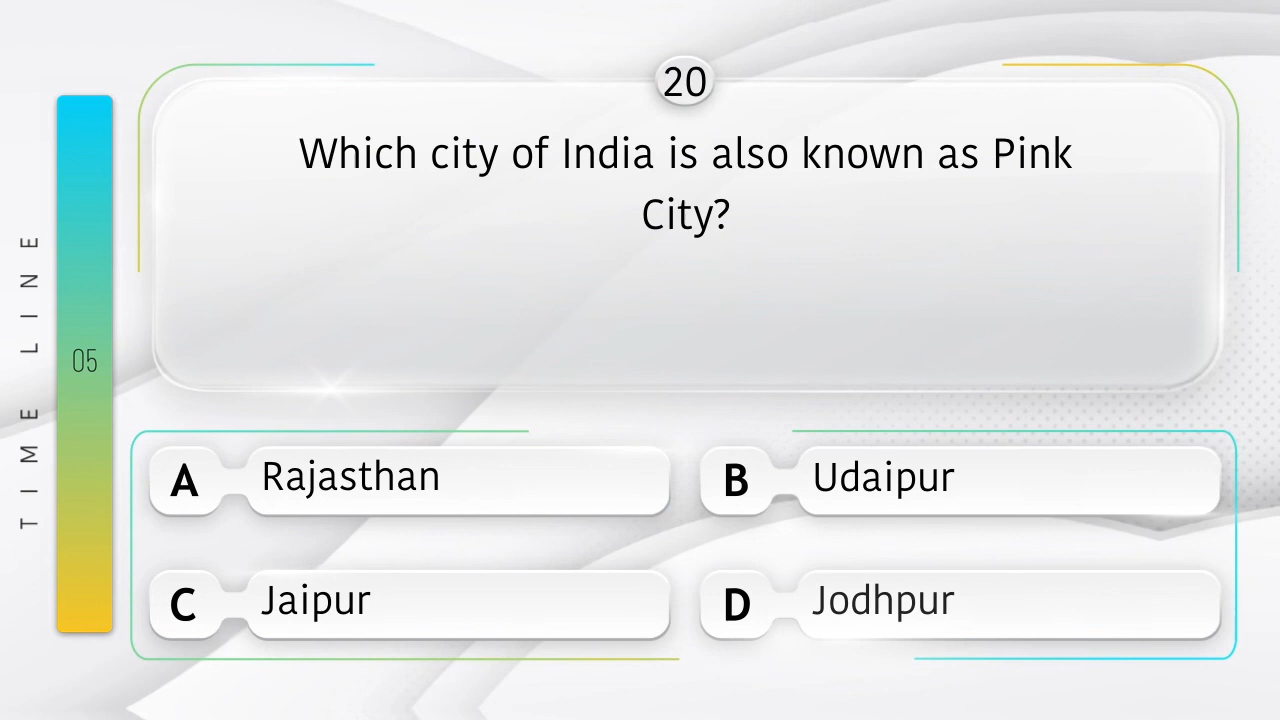 20
Which city of India is also known as Pink
City?
TIME LINE
05
A Rajasthan
B Udaipur
C Jaipur
D Jodhpur